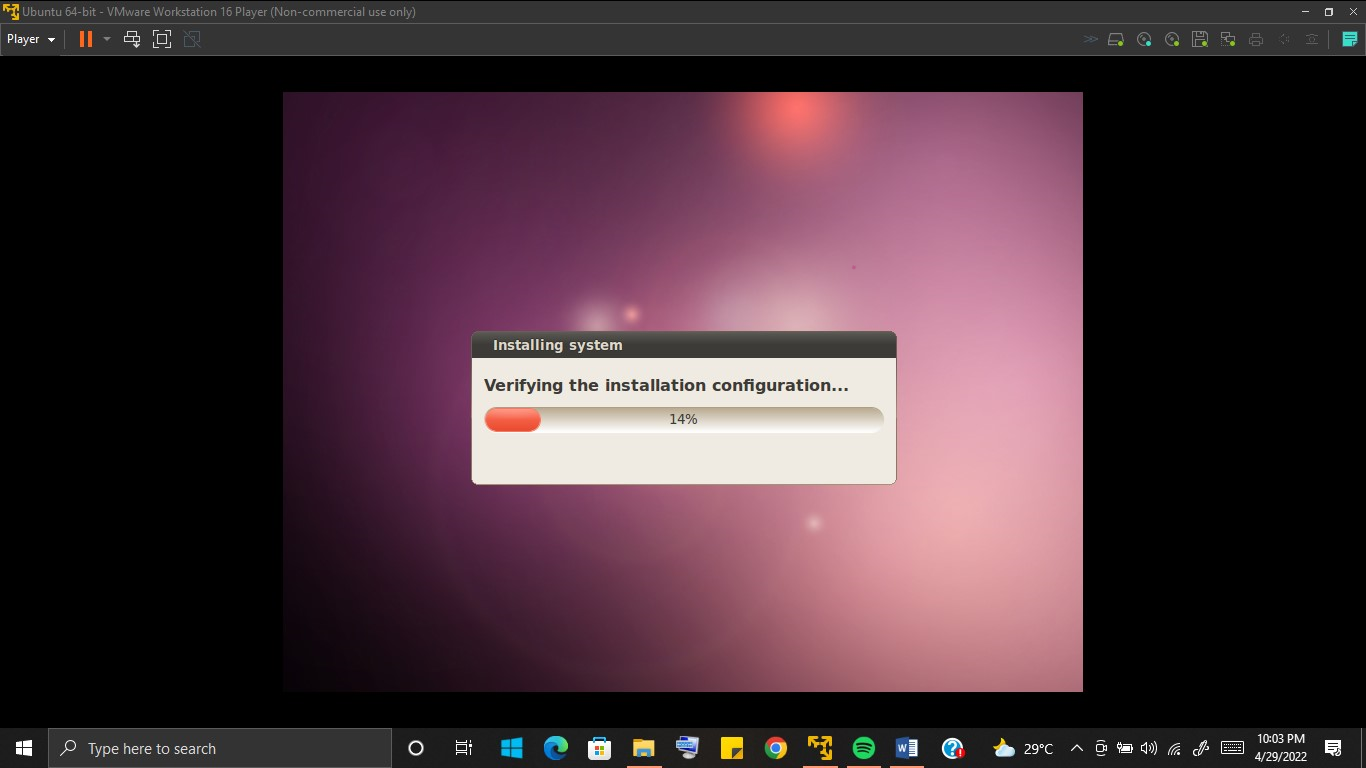 Ubuntu 64-bit - VMware Workstation 16 Player (Non-commercial use only)
Player
Installing system
Verifying the installation configuration...
14%
Type here to search
29°C
10:03 PM
4/29/2022